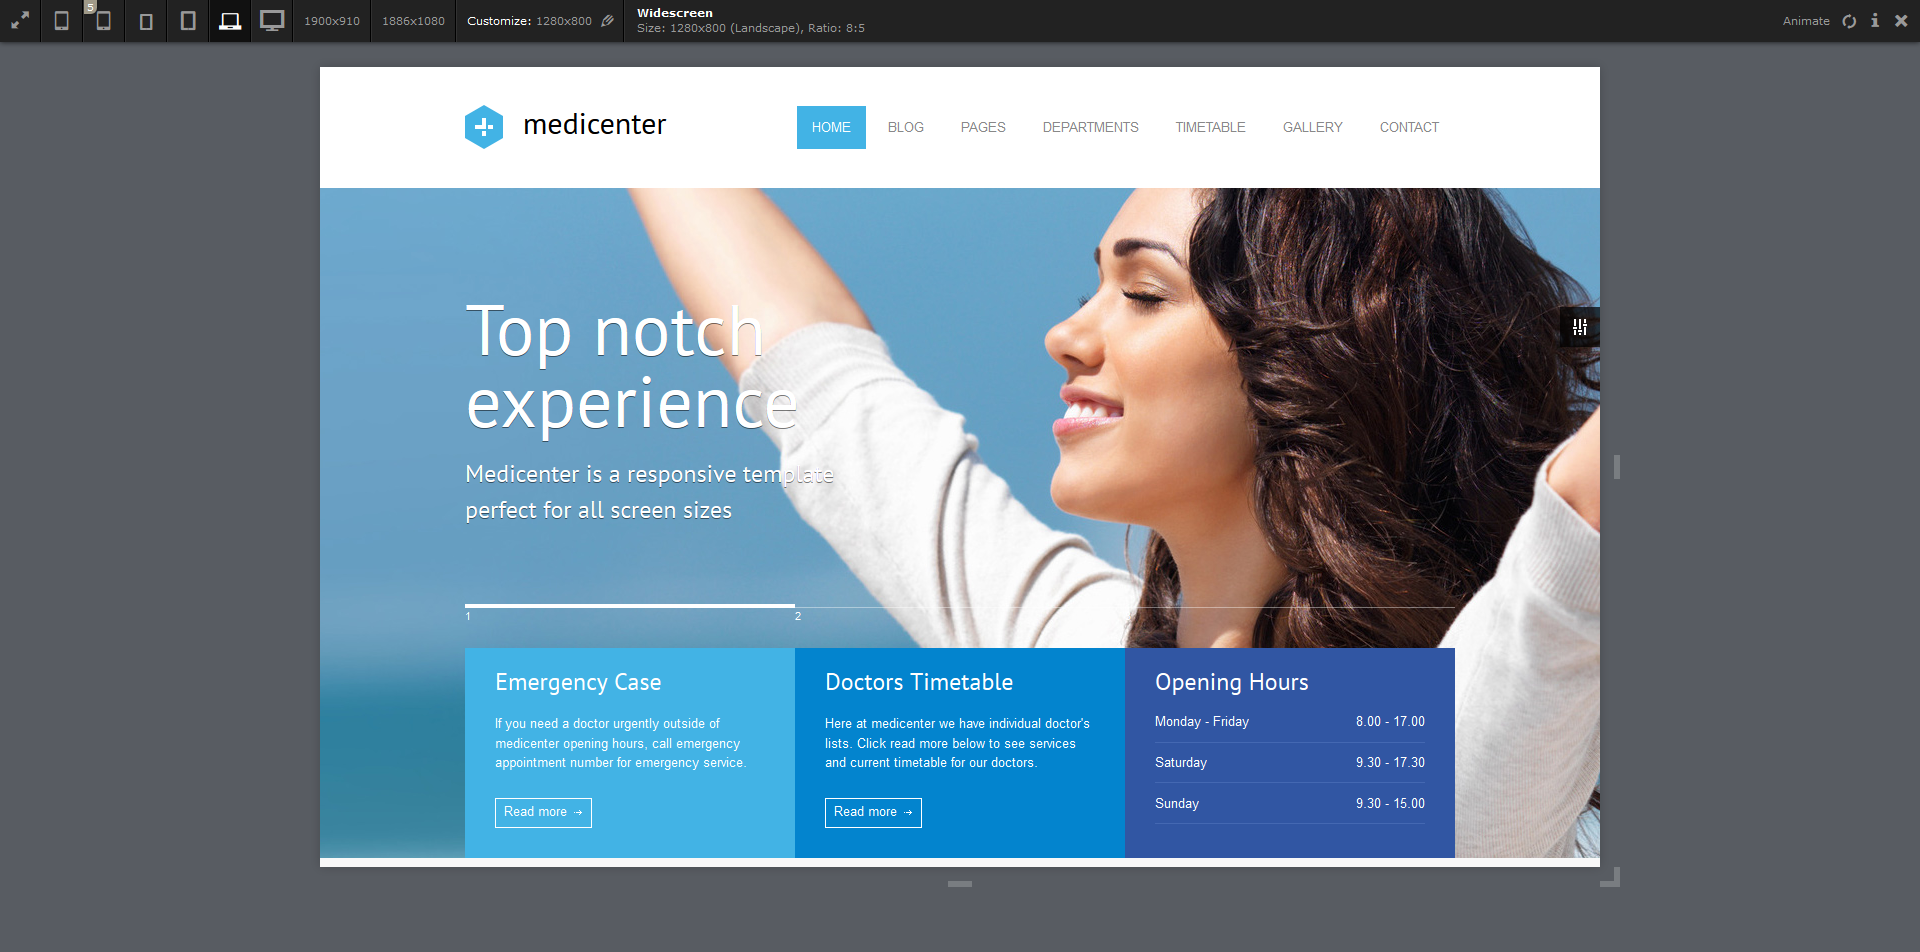 5
1900x910
1886x1080
Customize: 1280x800
Widescreen
Size: 1280x800 (Landscape), Ratio: 8:5
Animate
medicenter
HOME BLOG PAGES DEPARTMENTS TIMETABLE GALLERY CONTACT
Top notch
experience
Medicenter is a responsive template
perfect for all screen sizes
1 2
Emergency Case
If you need a doctor urgently outside of
medicenter opening hours, call emergency
appointment number for emergency service.
Read more →
Doctors Timetable
Here at medicenter we have individual doctor's
lists. Click read more below to see services
and current timetable for our doctors.
Read more →
Opening Hours
Monday - Friday 8.00 - 17.00
Saturday 9.30 - 17.30
Sunday 9.30 - 15.00